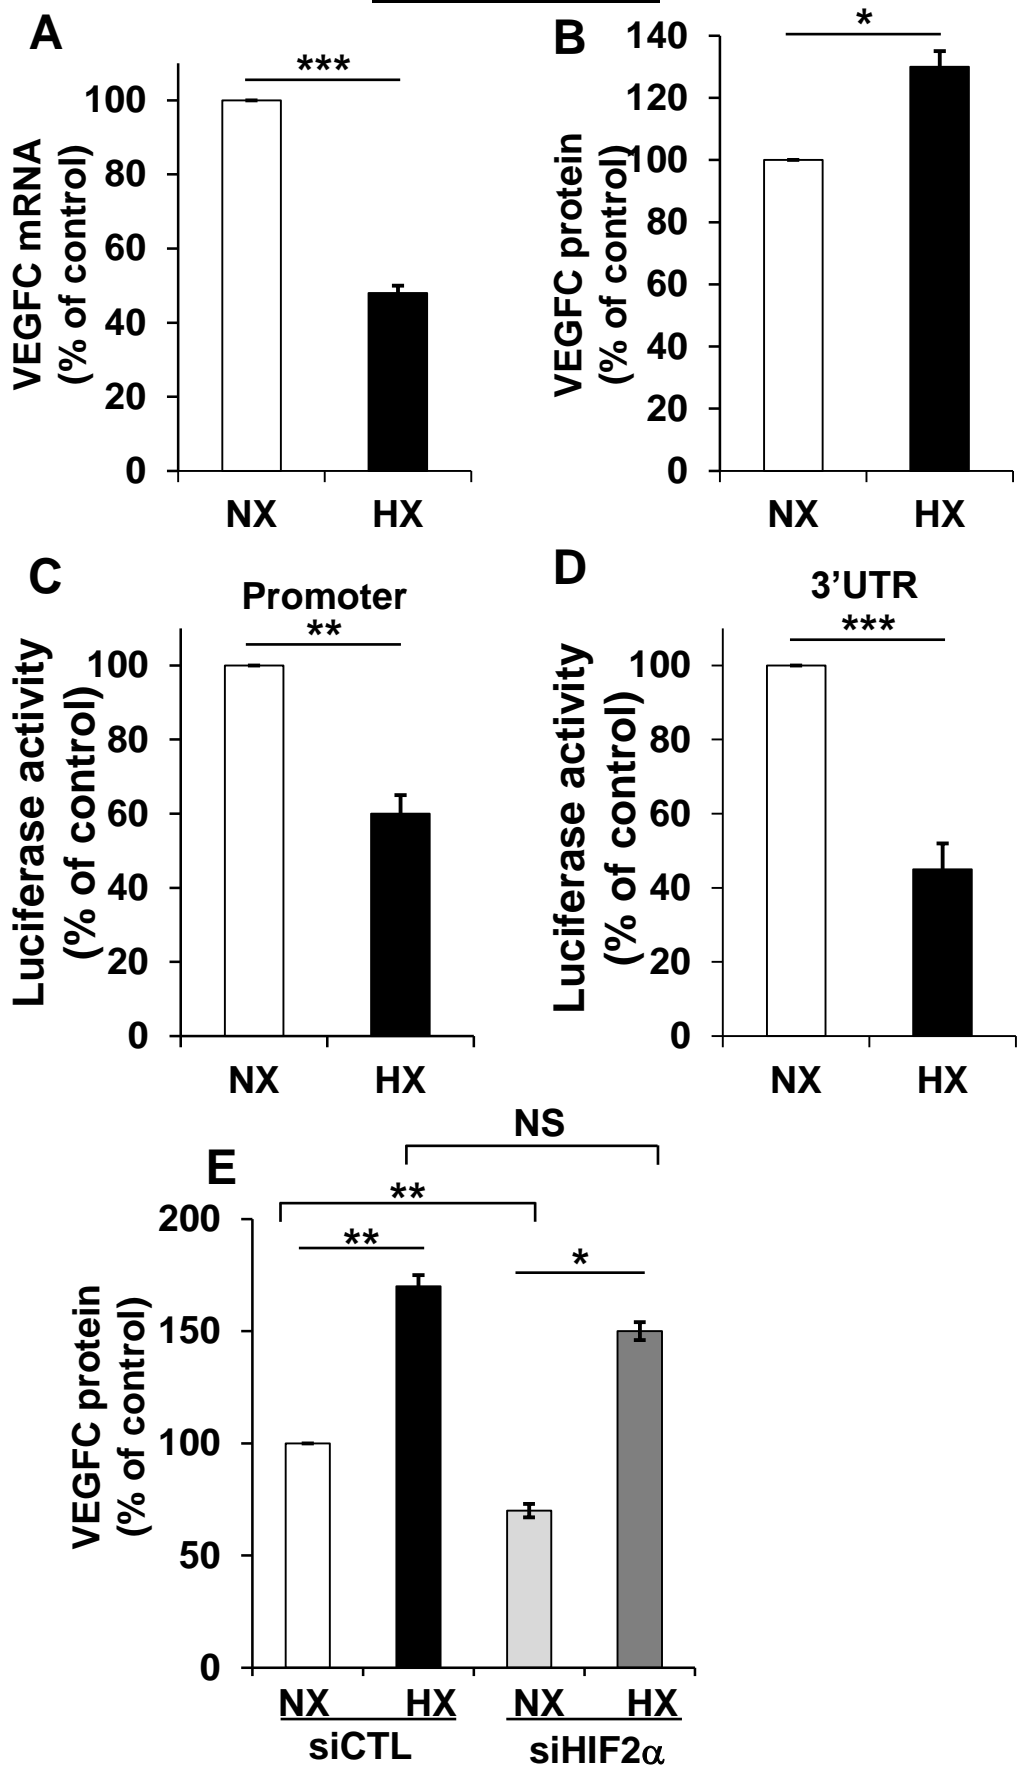 A
***
VEGFC mRNA
(% of control)
100
80
60
40
20
0
NX HX
B
*
VEGFC protein
(% of control)
140
120
100
80
60
40
20
0
NX HX
C
Promoter
**
Luciferase activity
(% of control)
100
80
60
40
20
0
NX HX
D
3’UTR
***
Luciferase activity
(% of control)
100
80
60
40
20
0
NX HX
E
NS
**
**
*
VEGFC protein
(% of control)
200
150
100
50
0
NX HX NX HX
siCTL siHIF2α